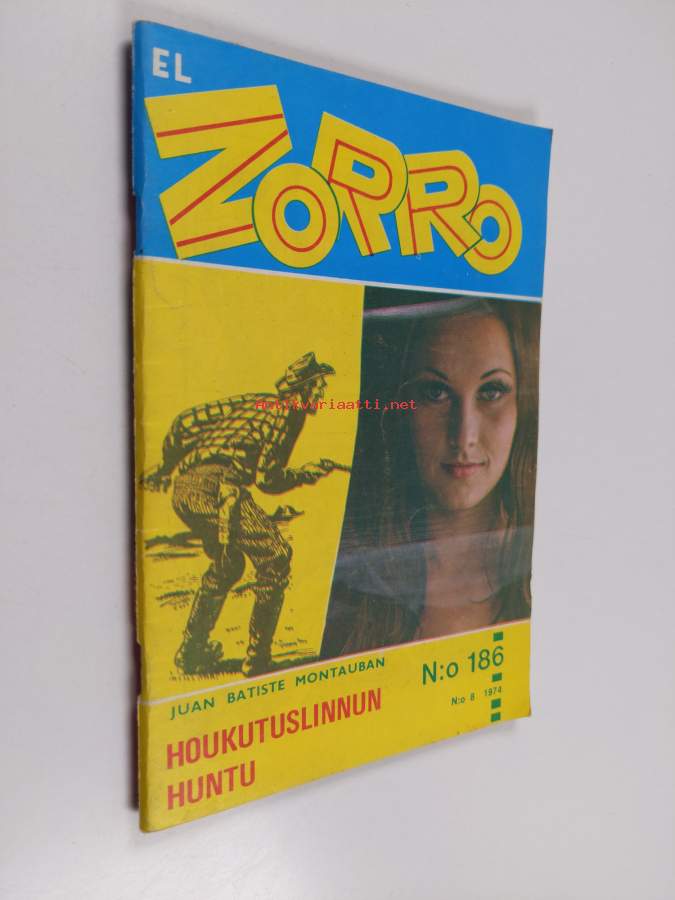 EL
ZORRO
Antikvariaatti.net
JUAN BATISTE MONTAUBAN
N:o 186
N:o 8 1974
HOUKUTUSLINNUN
HUNTU